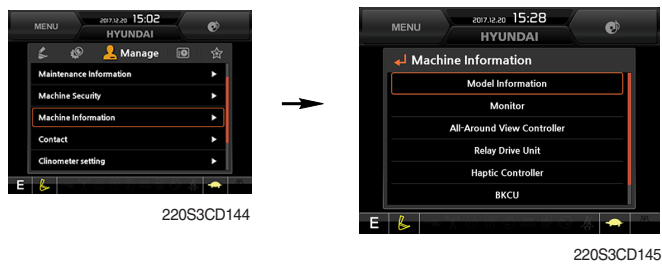 MENU
2017.12.20 15:02
HYUNDAI
Manage
Maintenance Information
Machine Security
Machine Information
Contact
Clinometer setting
E
220S3CD144
MENU
2017.12.20 15:28
HYUNDAI
Machine Information
Model Information
Monitor
All-Around View Controller
Relay Drive Unit
Haptic Controller
BKCU
E
220S3CD145